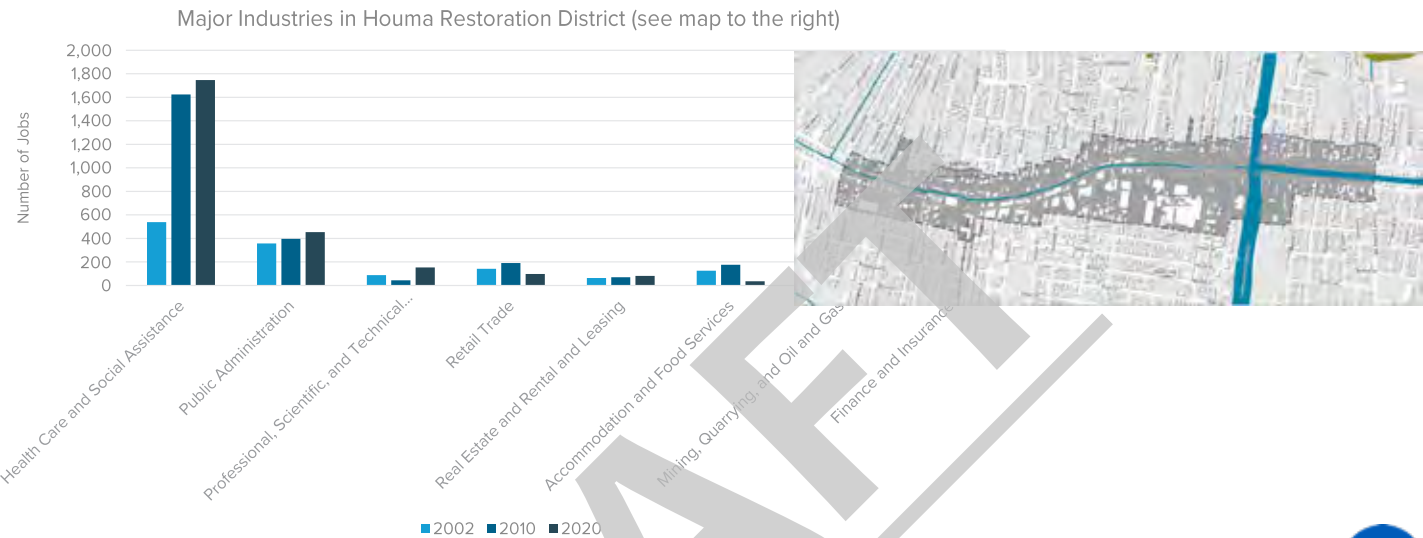 Major Industries in Houma Restoration District (see map to the right)
Number of Jobs
2,000
1,800
1,600
1,400
1,200
1,000
800
600
400
200
0
Health Care and Social Assistance
Public Administration
Professional, Scientific, and Technical...
Retail Trade
Real Estate and Rental and Leasing
Accommodation and Food Services
Mining, Quarrying, and Oil and Gas
Finance and Insurance
2002 2010 2020
AFT